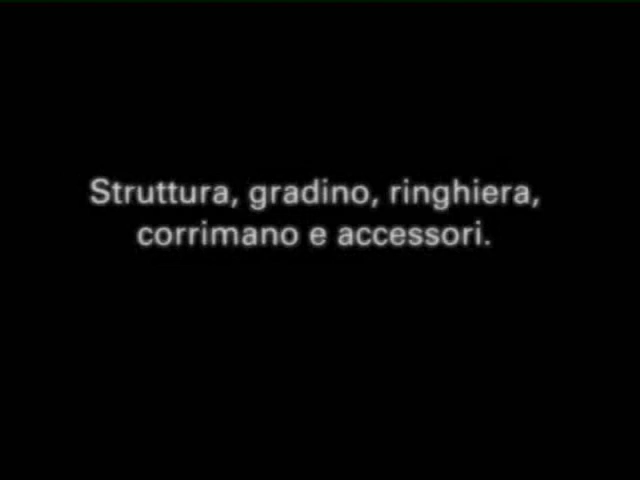 Struttura, gradino, ringhiera,
corrimano e accessori.